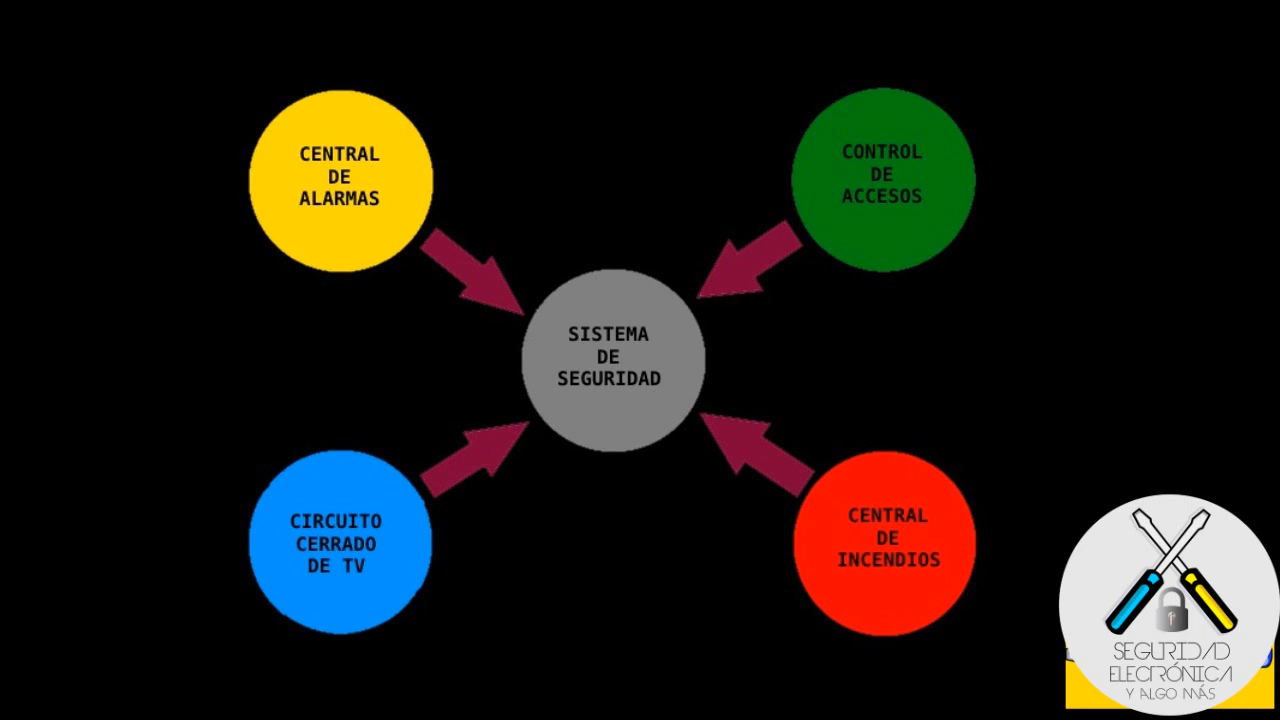 CENTRAL
DE
ALARMAS
CONTROL
DE
ACCESOS
SISTEMA
DE
SEGURIDAD
CIRCUITO
CERRADO
DE TV
CENTRAL
DE
INCENDIOS
SEGURIDAD
ELECTRÓNICA
Y ALGO MÁS